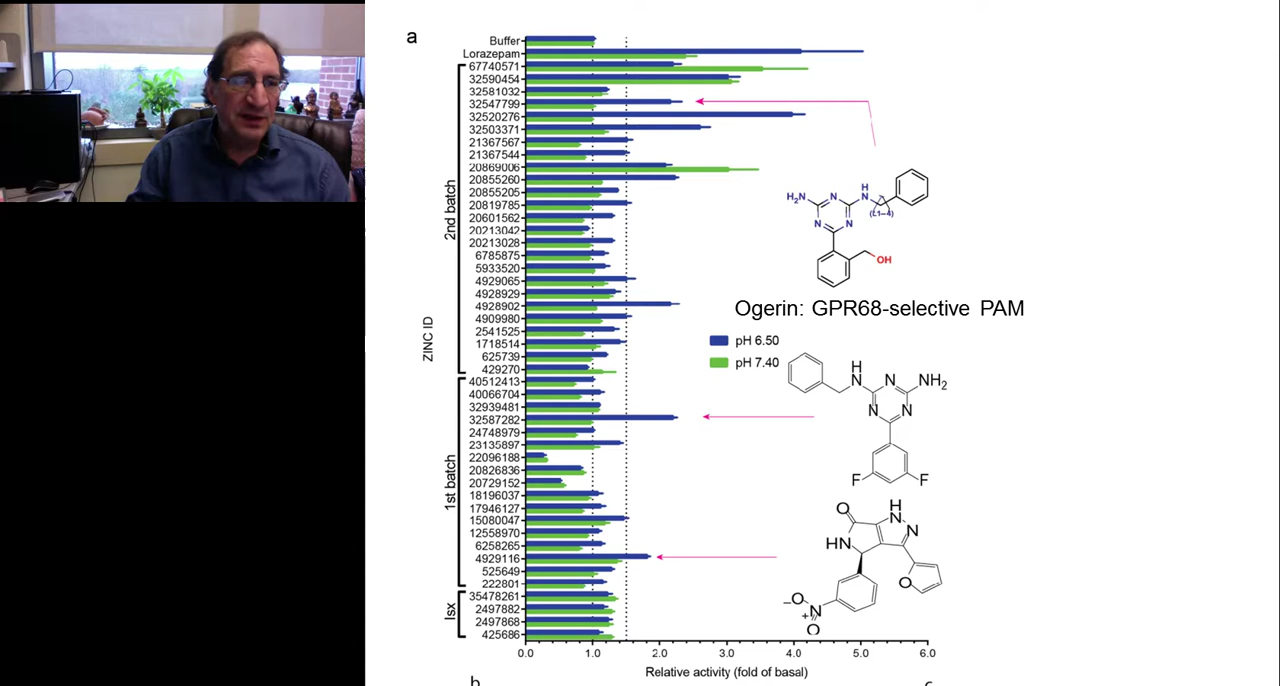 a
Buffer
Lorazepam
67740571
32590454
32581032
32547799
32520276
32503371
21367567
21367544
20869006
20855260
20855205
20819785
20601562
20213042
20213028
6785875
5933520
4929065
4928929
4928902
4909980
2541525
1718514
625739
429270
40512413
40066704
32939481
32587282
24748979
23135897
22096188
20826836
20729152
18196037
17946127
15080047
12558970
6258265
4929116
525649
222801
35478261
2497882
2497868
425686
2nd batch
1st batch
Isx
ZINC ID
0.0 1.0 2.0 3.0 4.0 5.0 6.0
Relative activity (fold of basal)
H₂N N N H N (L1–4)
N N
OH
Ogerin: GPR68-selective PAM
pH 6.50
pH 7.40
H N N NH₂
N N
F F
O H N N
HN
O
−O N + O
b c